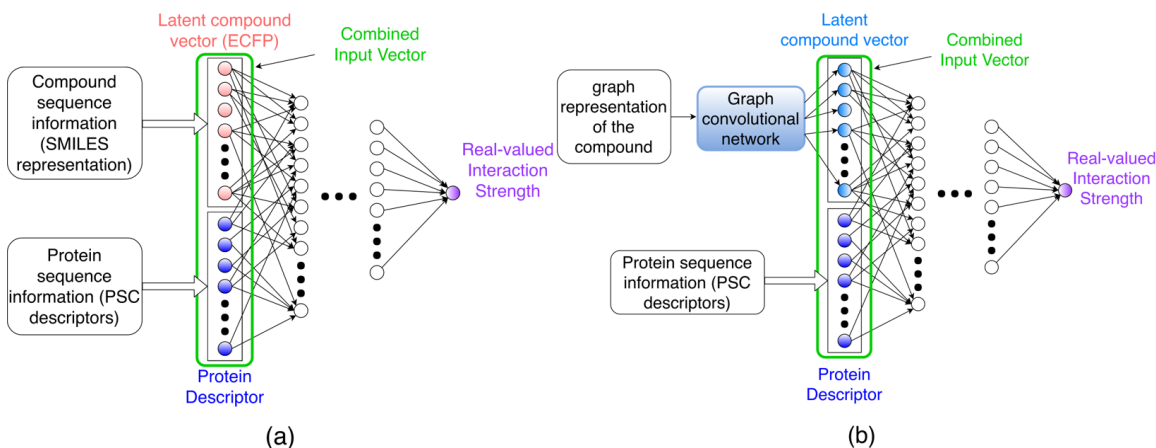 Latent compound
vector (ECFP)
Combined
Input Vector
Compound
sequence
information
(SMILES
representation)
Real-valued
Interaction
Strength
Protein
sequence
information (PSC
descriptors)
Protein
Descriptor
(a)
Latent
compound vector
Combined
Input Vector
graph
representation
of the
compound
Graph
convolutional
network
Real-valued
Interaction
Strength
Protein sequence
information (PSC
descriptors)
Protein
Descriptor
(b)